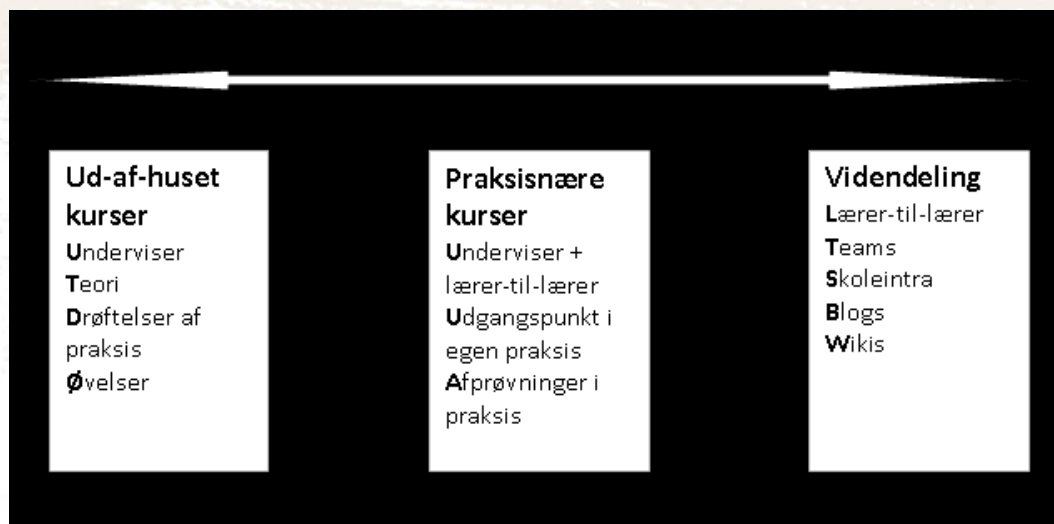 Ud-af-huset
kurser
Underviser
Teori
Drøftelser af
praksis
Øvelser
Praksisnære
kurser
Underviser +
lærer-til-lærer
Udgangspunkt i
egen praksis
Afprøvninger i
praksis
Videndeling
Lærer-til-lærer
Teams
Skoleintra
Blogs
Wikis